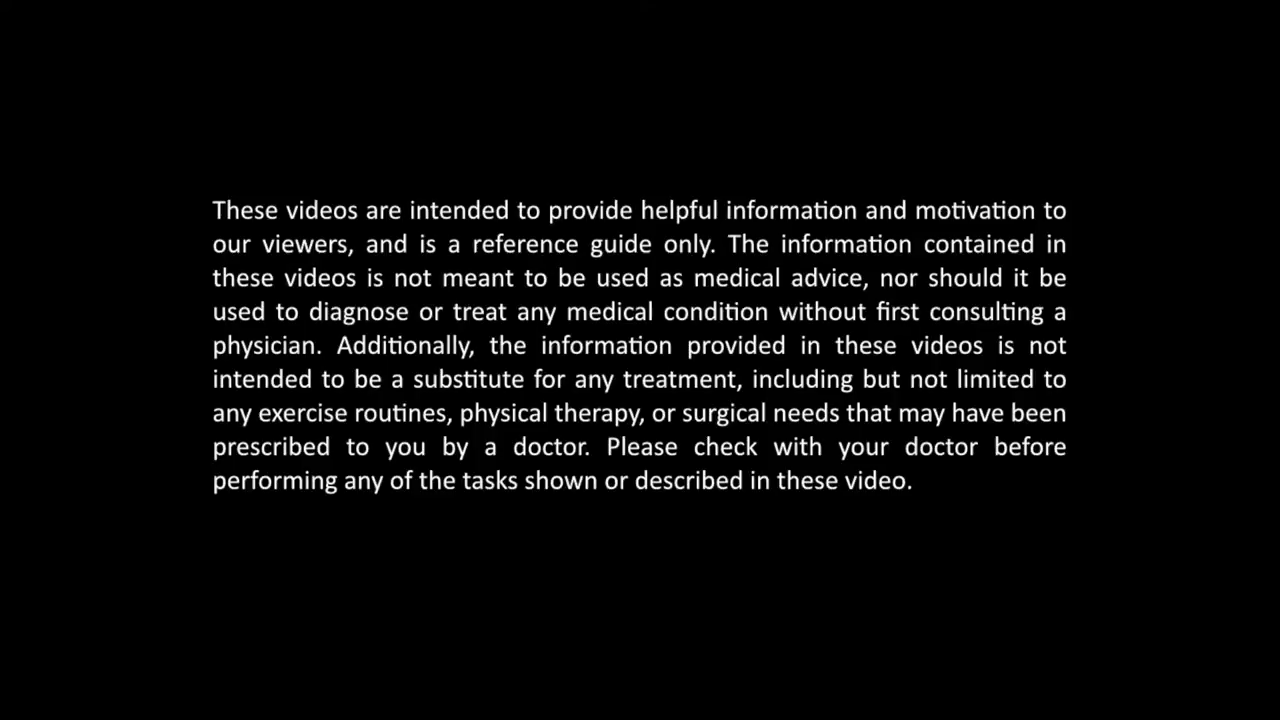 These videos are intended to provide helpful information and motivation to
our viewers, and is a reference guide only. The information contained in
these videos is not meant to be used as medical advice, nor should it be
used to diagnose or treat any medical condition without first consulting a
physician. Additionally, the information provided in these videos is not
intended to be a substitute for any treatment, including but not limited to
any exercise routines, physical therapy, or surgical needs that may have been
prescribed to you by a doctor. Please check with your doctor before
performing any of the tasks shown or described in these video.